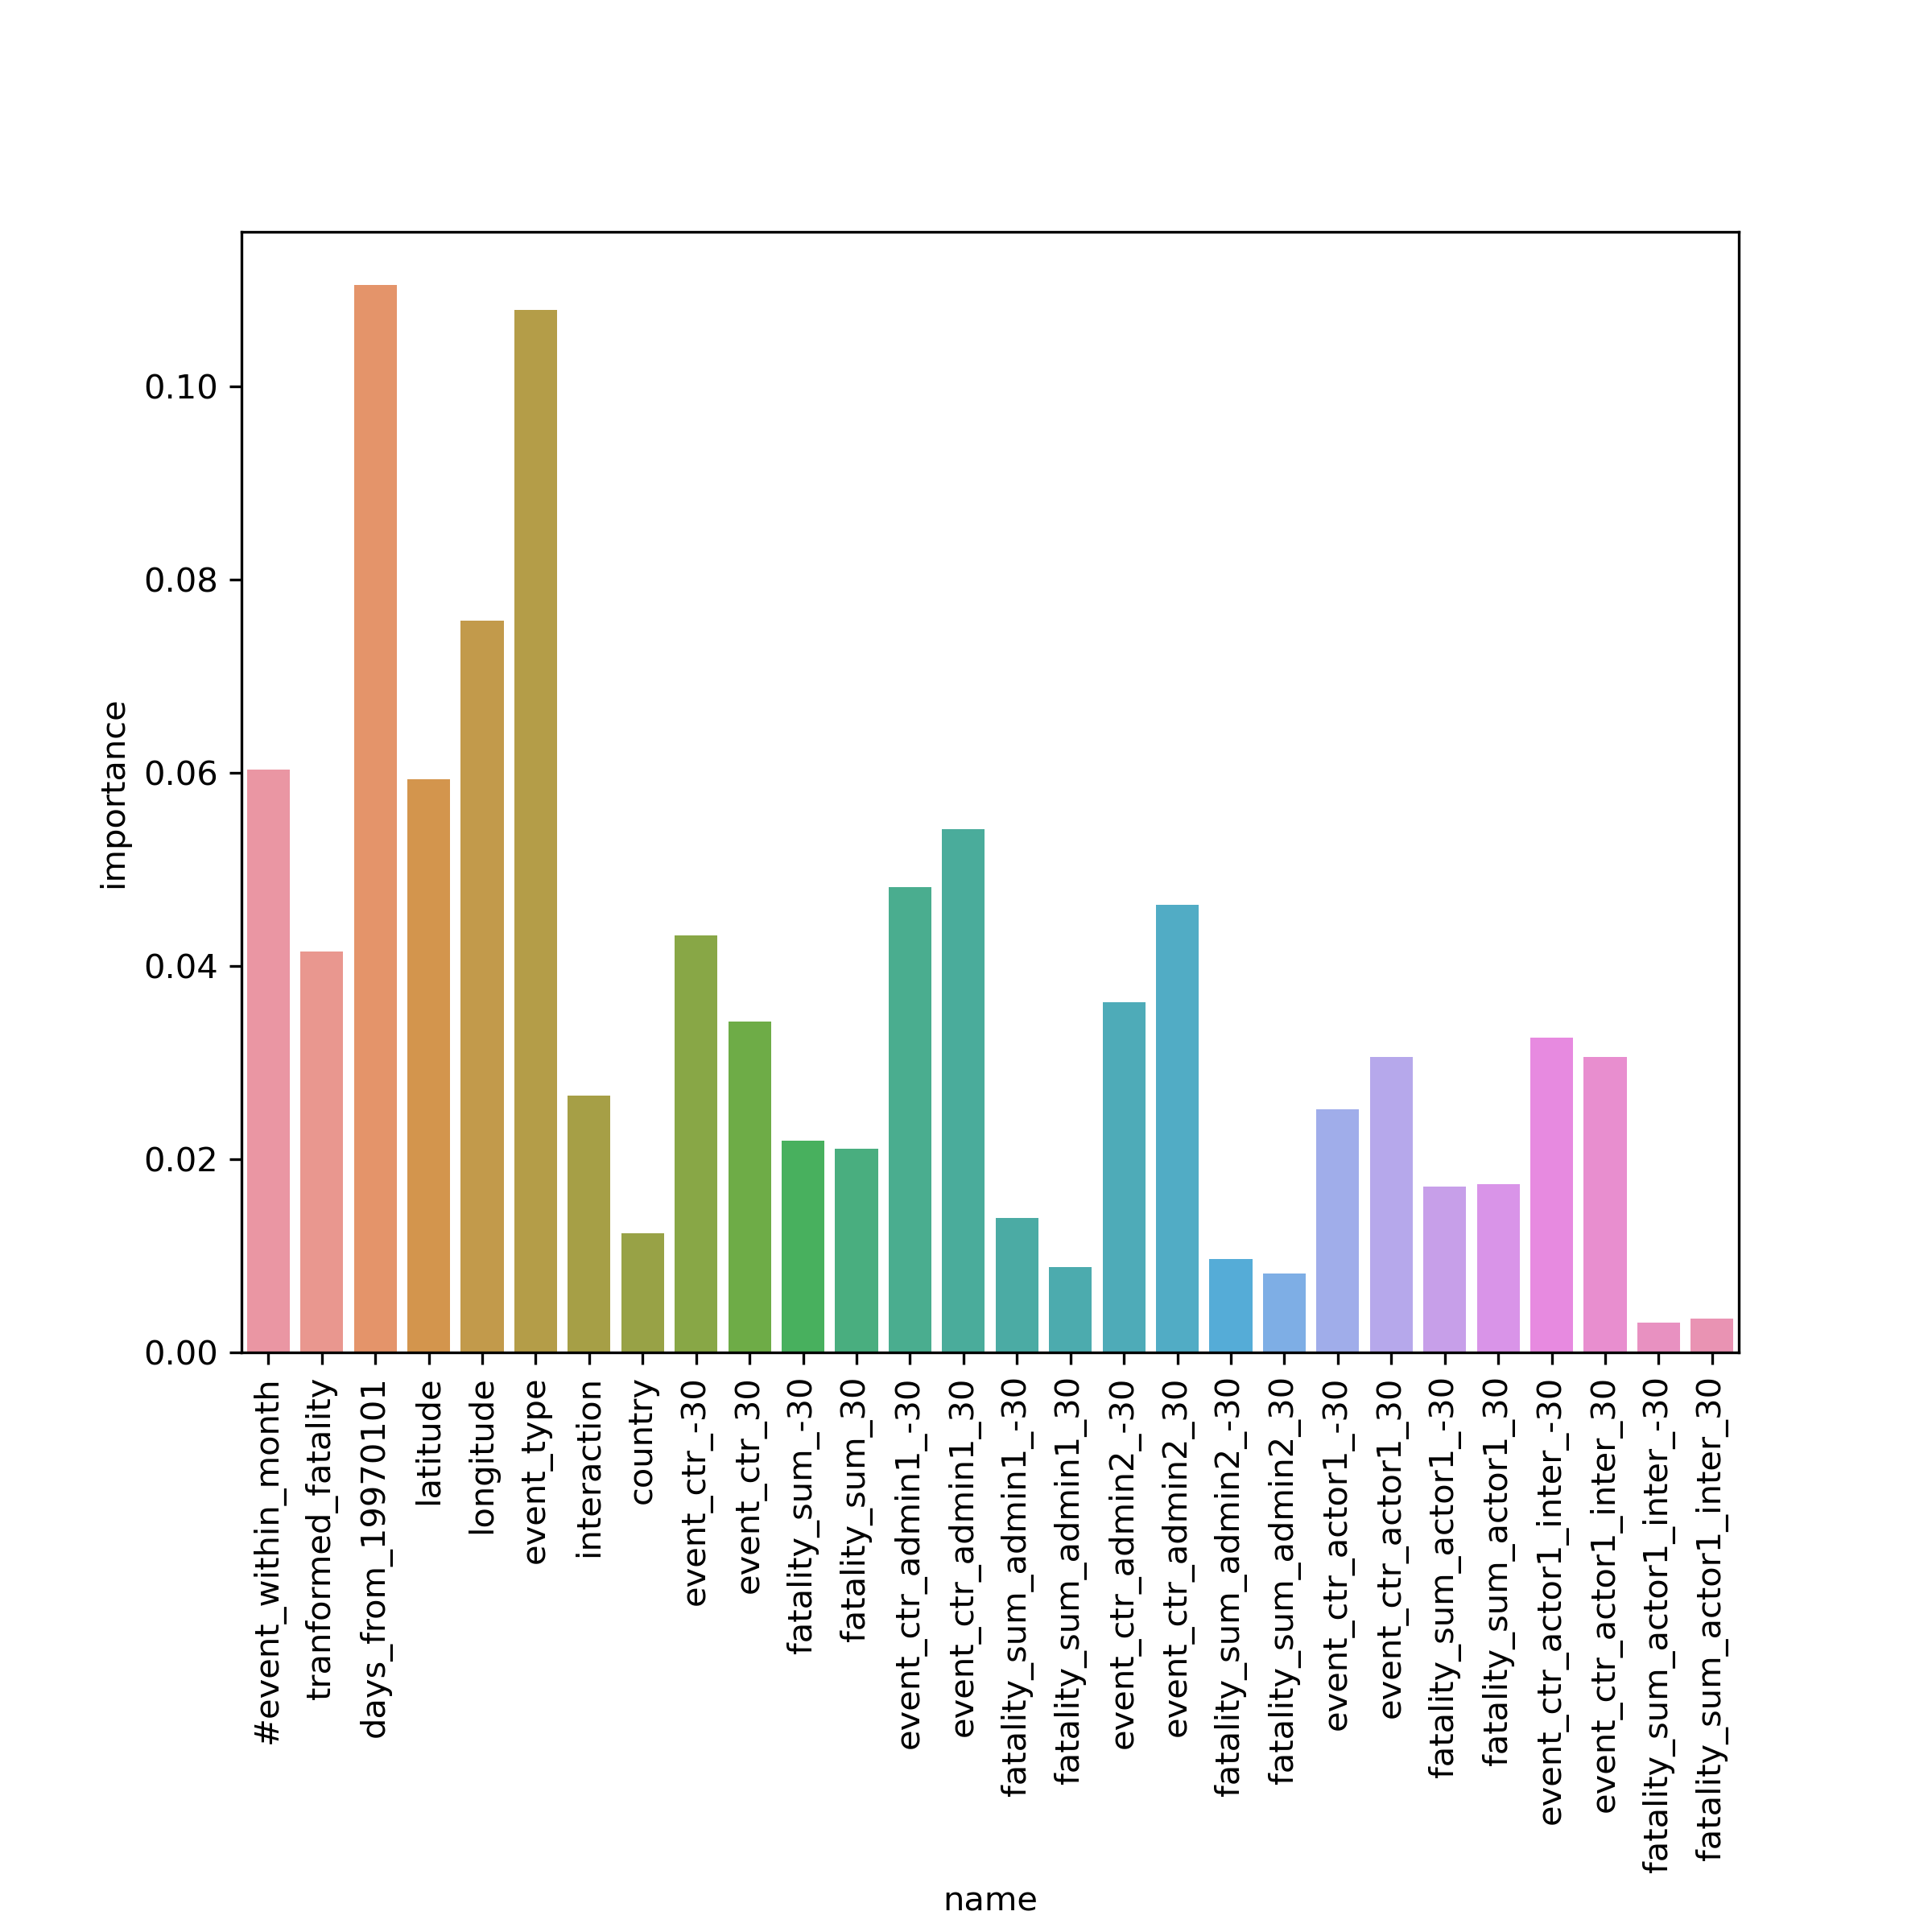 importance
0.10
0.08
0.06
0.04
0.02
0.00
#event_within_month
tranformed_fatality
days_from_19970101
latitude
longitude
event_type
interaction
country
event_ctr_-30
event_ctr_30
fatality_sum_-30
fatality_sum_30
event_ctr_admin1_-30
event_ctr_admin1_30
fatality_sum_admin1_-30
fatality_sum_admin1_30
event_ctr_admin2_-30
event_ctr_admin2_30
fatality_sum_admin2_-30
fatality_sum_admin2_30
event_ctr_actor1_-30
event_ctr_actor1_30
fatality_sum_actor1_-30
fatality_sum_actor1_30
event_ctr_actor1_inter_-30
event_ctr_actor1_inter_30
fatality_sum_actor1_inter_-30
fatality_sum_actor1_inter_30
name